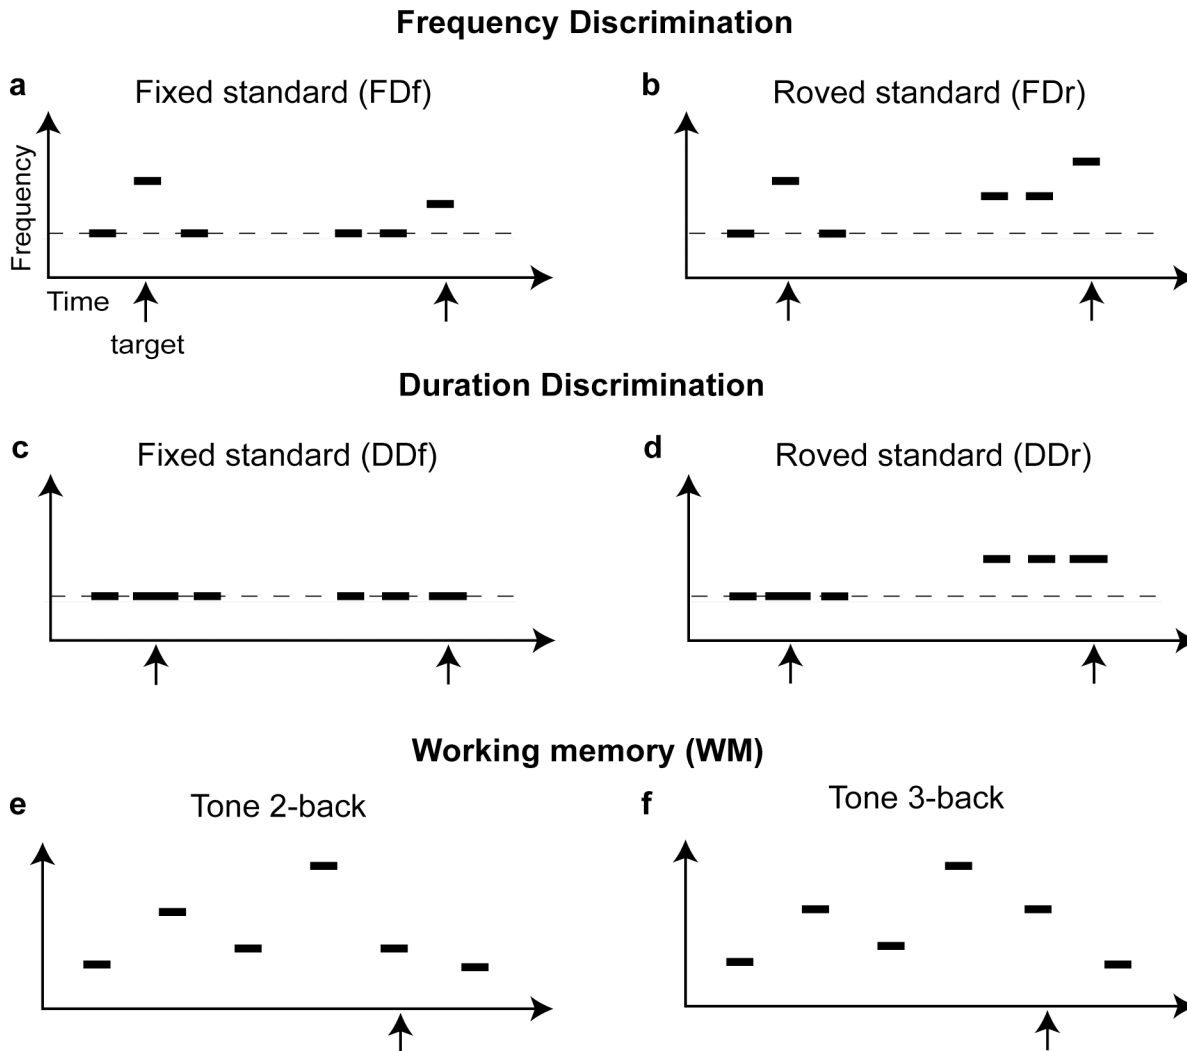 Frequency Discrimination
a
Fixed standard (FDf)
b
Roved standard (FDr)
Frequency
Time
target
Duration Discrimination
c
Fixed standard (DDf)
d
Roved standard (DDr)
Working memory (WM)
e
Tone 2-back
f
Tone 3-back